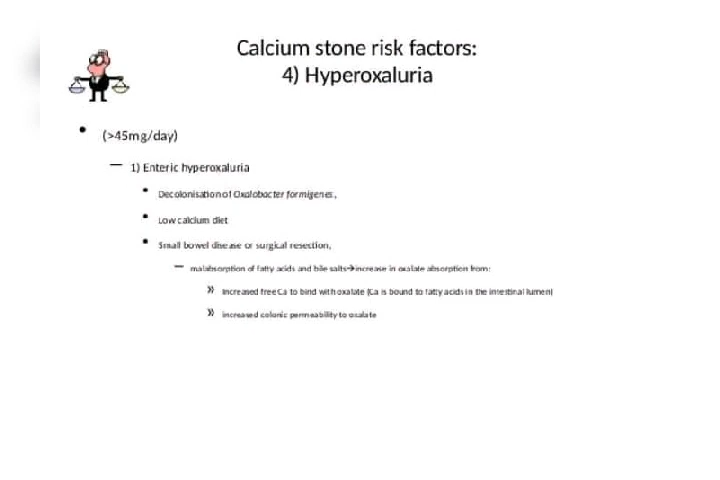 Calcium stone risk factors:
4) Hyperoxaluria
• (>45mg/day)
– 1) Enteric hyperoxaluria
• Decolonisation of Oxalobacter formigenes,
• Low calcium diet
• Small bowel disease or surgical resection,
– malabsorption of fatty acids and bile salts→increase in oxalate absorption from:
» Increased free Ca to bind with oxalate (Ca is bound to fatty acids in the intestinal lumen)
» increased colonic permeability to oxalate